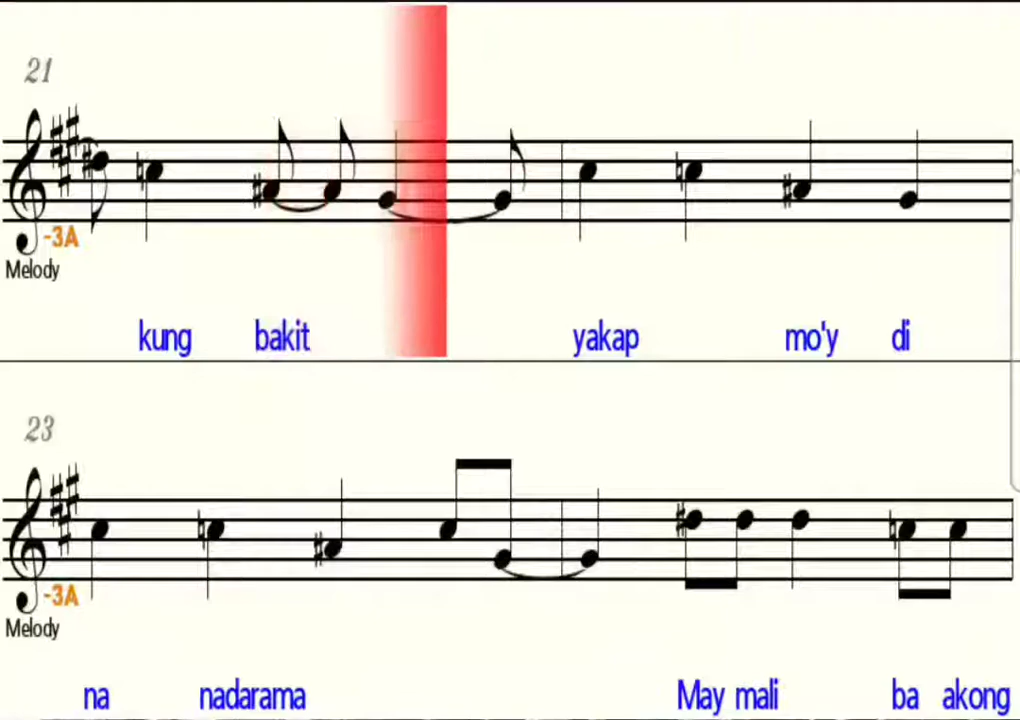 21
-3A
Melody
kung bakit yakap mo'y di
23
-3A
Melody
na nadarama May mali ba akong